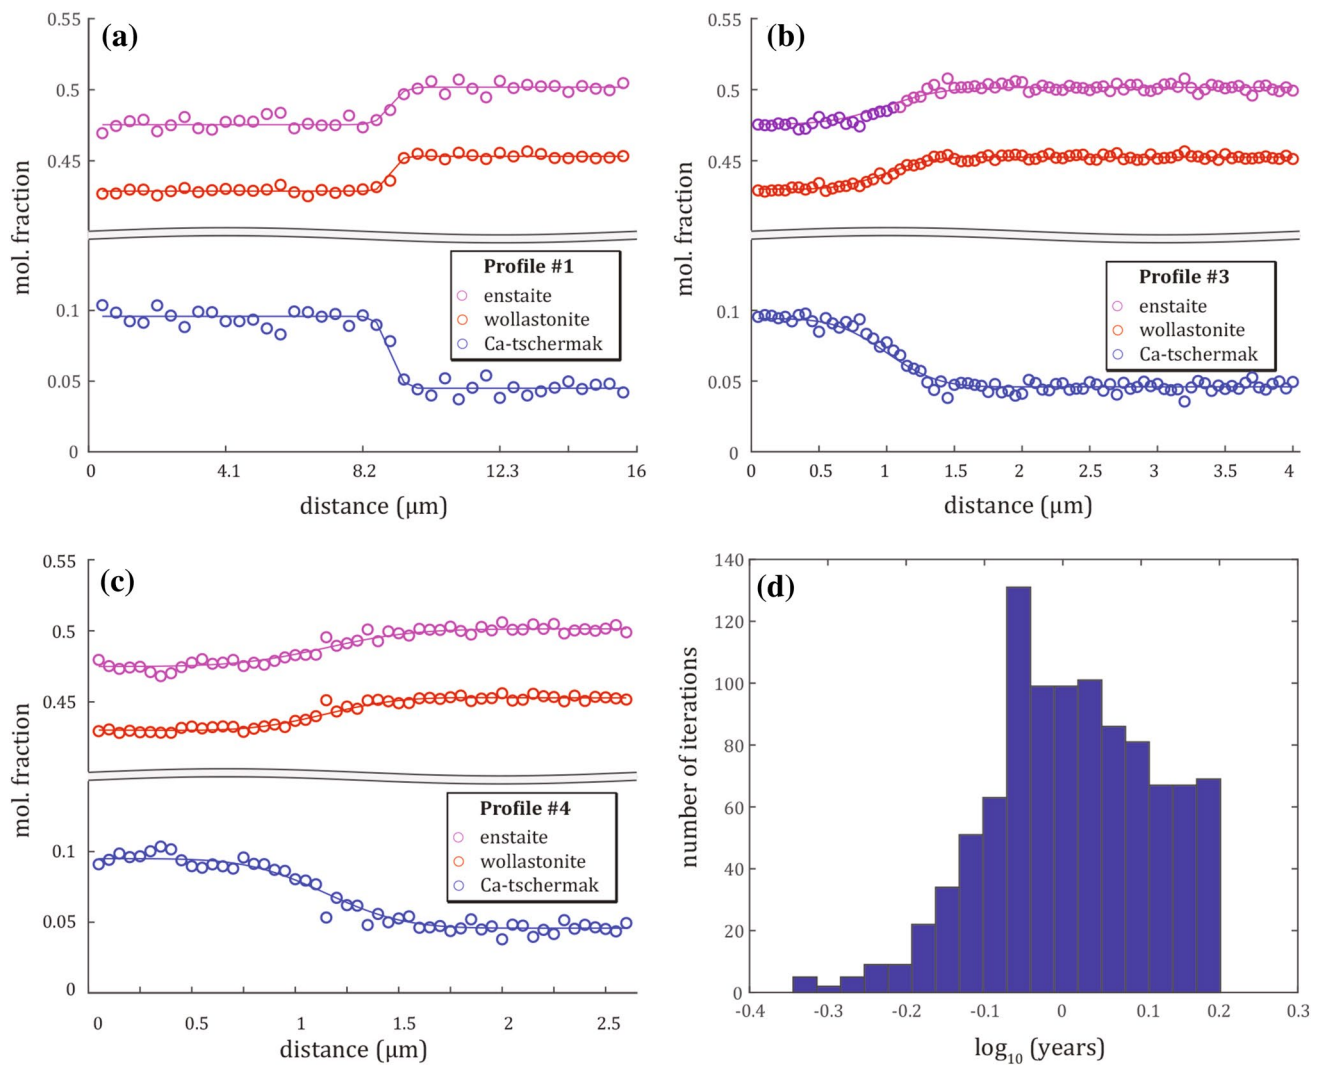 (a)
0.55
0.5
0.45
0.1
0.05
0
mol. fraction
Profile #1
enstaite
wollastonite
Ca-tschermak
0 4.1 8.2 12.3 16
distance (μm)
(b)
0.55
0.5
0.45
0.1
0.05
0
mol. fraction
Profile #3
enstaite
wollastonite
Ca-tschermak
0 0.5 1 1.5 2 2.5 3 3.5 4
distance (μm)
(c)
0.55
0.5
0.45
0.1
0.05
0
mol. fraction
Profile #4
enstaite
wollastonite
Ca-tschermak
0 0.5 1 1.5 2 2.5
distance (μm)
(d)
140
120
100
80
60
40
20
0
number of iterations
-0.4 -0.3 -0.2 -0.1 0 0.1 0.2 0.3
log10 (years)